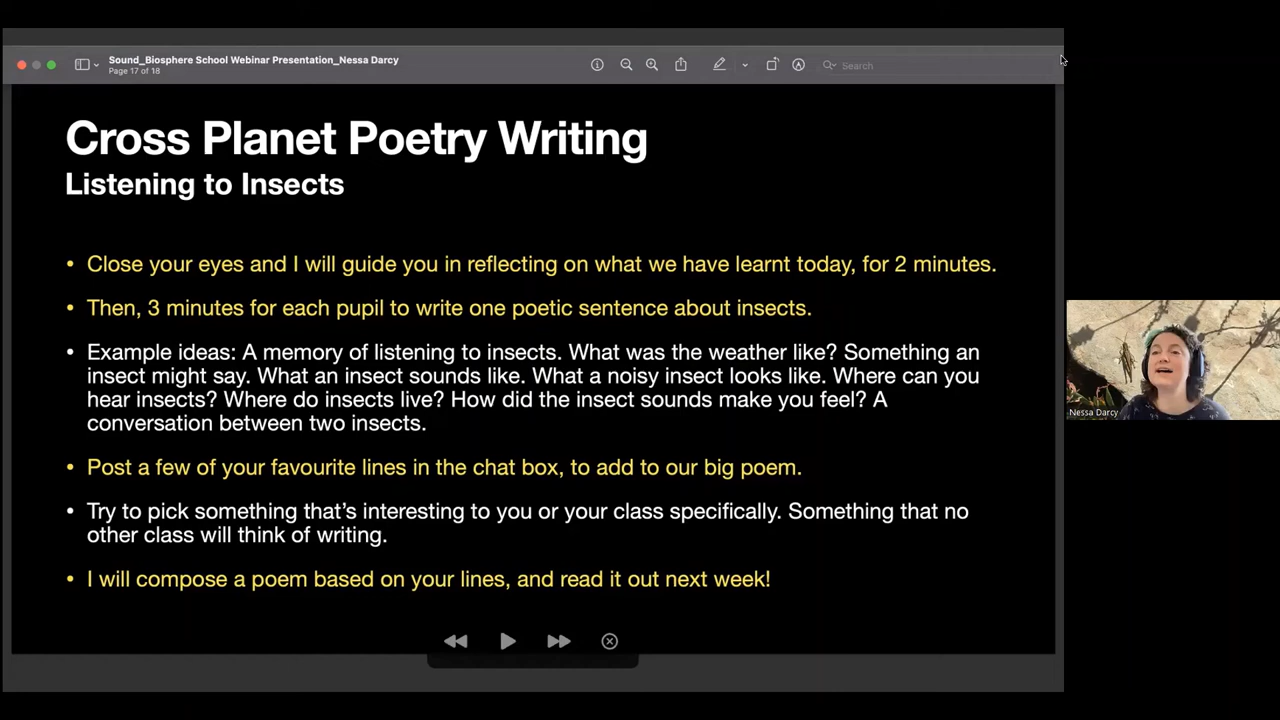 Sound_Biosphere School Webinar Presentation_Nessa Darcy
Page 17 of 18
Search
Cross Planet Poetry Writing
Listening to Insects
• Close your eyes and I will guide you in reflecting on what we have learnt today, for 2 minutes.
• Then, 3 minutes for each pupil to write one poetic sentence about insects.
• Example ideas: A memory of listening to insects. What was the weather like? Something an
insect might say. What an insect sounds like. What a noisy insect looks like. Where can you
hear insects? Where do insects live? How did the insect sounds make you feel? A
conversation between two insects.
• Post a few of your favourite lines in the chat box, to add to our big poem.
• Try to pick something that’s interesting to you or your class specifically. Something that no
other class will think of writing.
• I will compose a poem based on your lines, and read it out next week!
Nessa Darcy